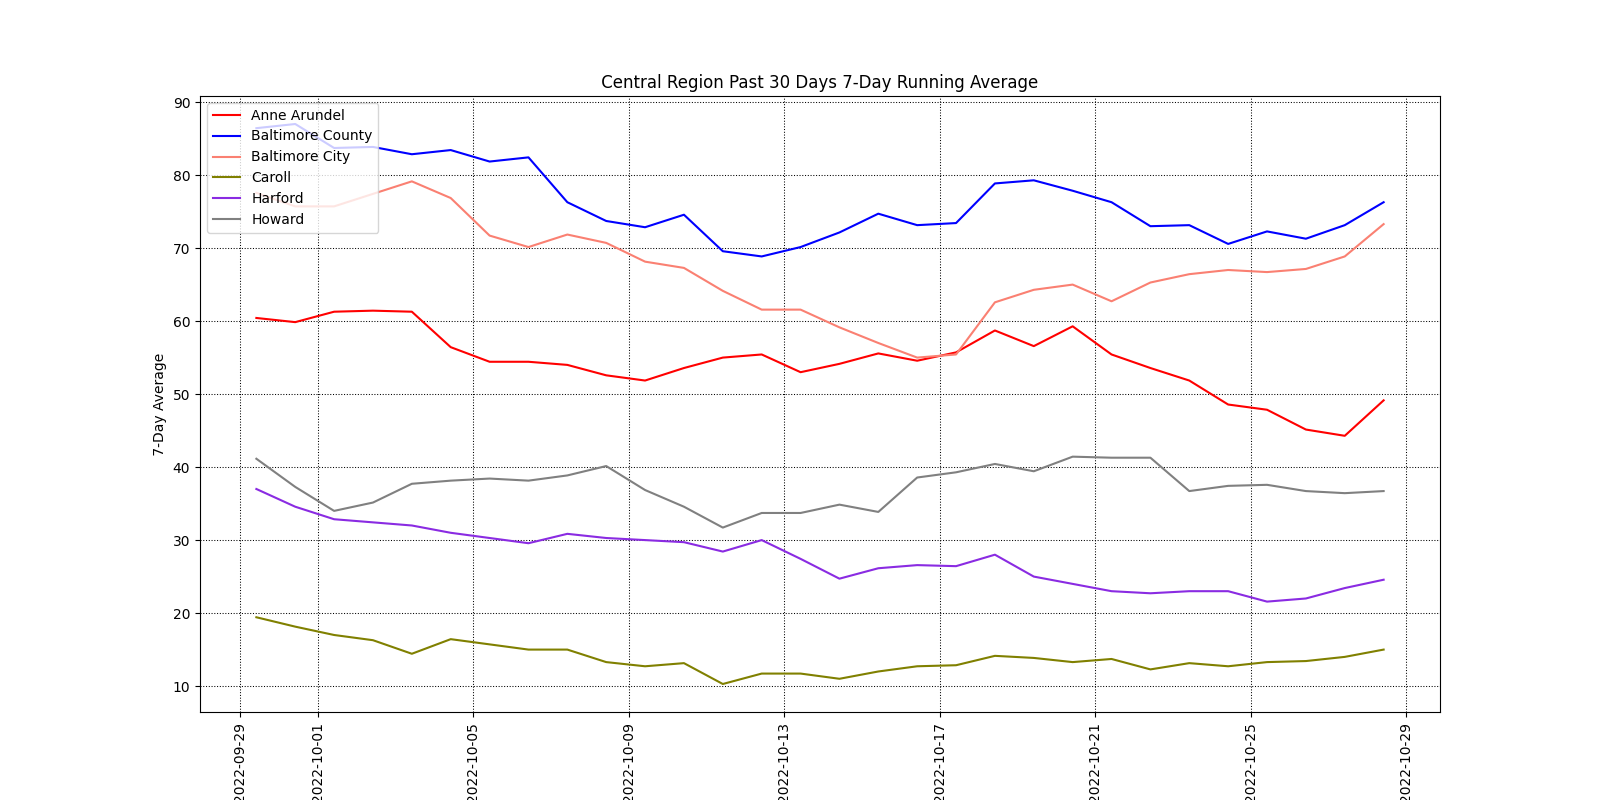 Central Region Past 30 Days 7-Day Running Average
7-Day Average
90
80
70
60
50
40
30
20
10
Anne Arundel
Baltimore County
Baltimore City
Caroll
Harford
Howard
2022-09-29
2022-10-01
2022-10-05
2022-10-09
2022-10-13
2022-10-17
2022-10-21
2022-10-25
2022-10-29